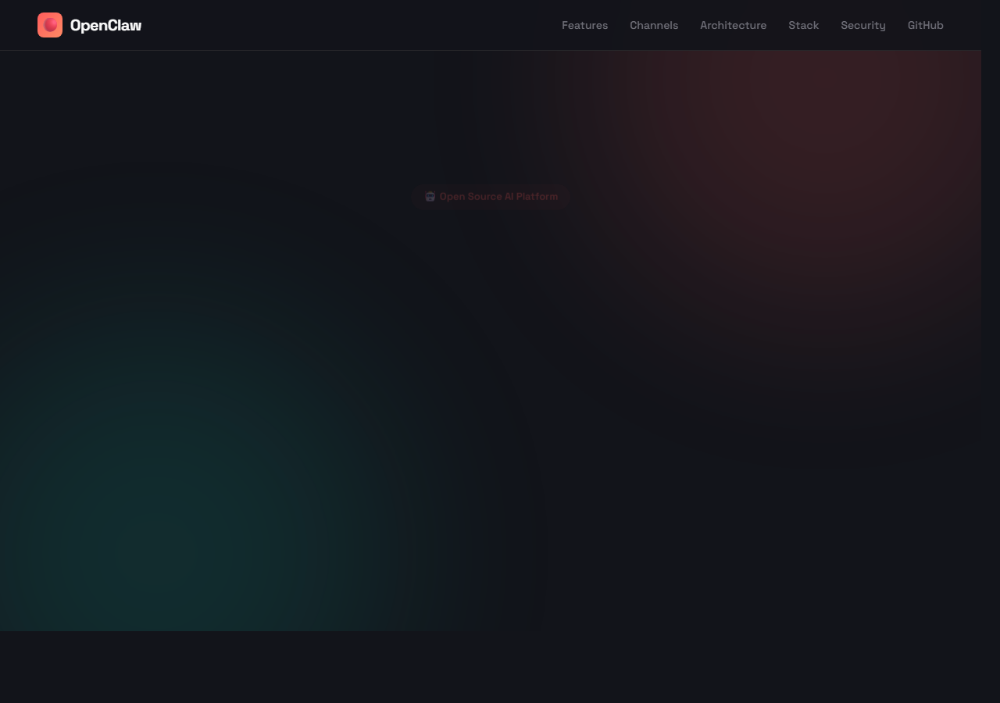 OpenClaw
Features
Channels
Architecture
Stack
Security
GitHub
Open Source AI Platform